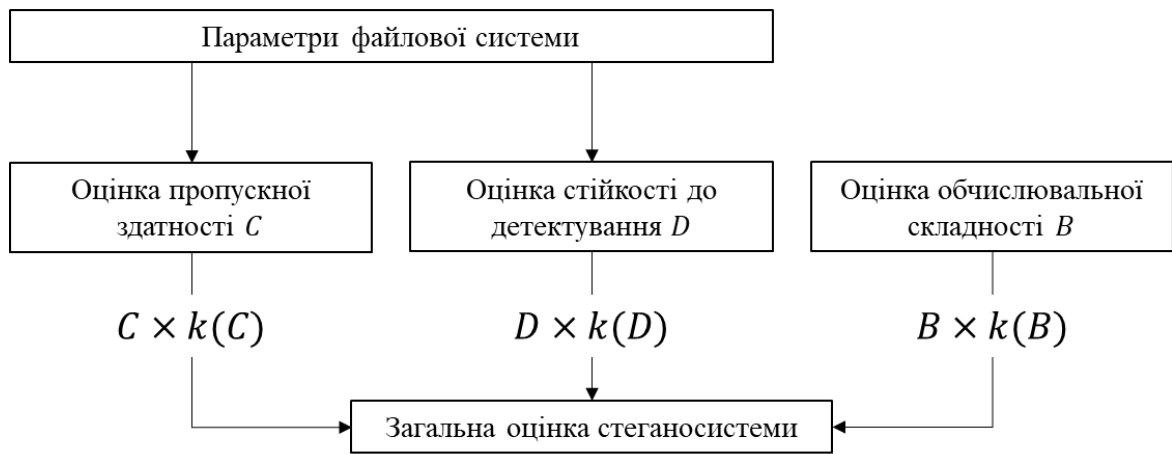 Параметри файлової системи
Оцінка пропускної
здатності C
Оцінка стійкості до
детектування D
Оцінка обчислювальної
складності B
C × k(C)
D × k(D)
B × k(B)
Загальна оцінка стеганосистеми